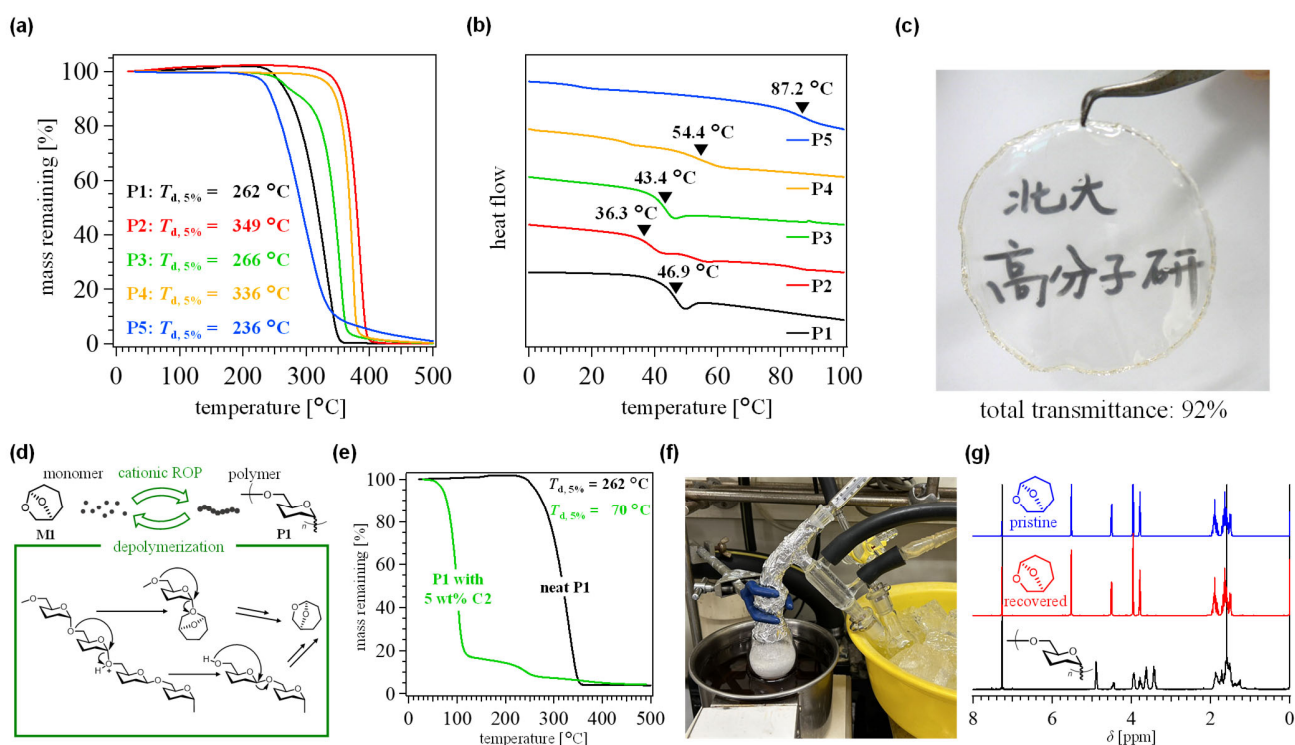 (a)
100
80
60
40
20
0
mass remaining [%]
P1: Td, 5% = 262 °C
P2: Td, 5% = 349 °C
P3: Td, 5% = 266 °C
P4: Td, 5% = 336 °C
P5: Td, 5% = 236 °C
0 100 200 300 400 500
temperature [°C]
(b)
heat flow
87.2 °C
P5
54.4 °C
P4
43.4 °C
P3
36.3 °C
P2
46.9 °C
P1
0 20 40 60 80 100
temperature [°C]
(c)
北大
高分子研
total transmittance: 92%
(d)
monomer cationic ROP polymer
O
O
M1
O
O
n
P1
depolymerization
(e)
100
80
60
40
20
0
mass remaining [%]
Td, 5% = 262 °C
Td, 5% = 70 °C
P1 with
5 wt% C2
neat P1
0 100 200 300 400 500
temperature [°C]
(f)
(g)
pristine
recovered
O
O
n
8 6 4 2 0
δ [ppm]